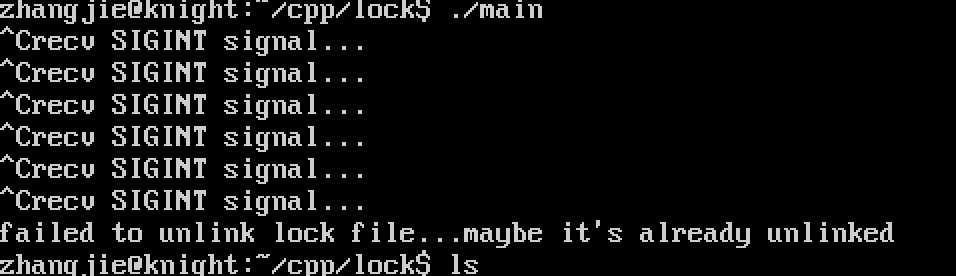 zhangjie@knight:~/cpp/lock$ ./main
^Crecv SIGINT signal...
^Crecv SIGINT signal...
^Crecv SIGINT signal...
^Crecv SIGINT signal...
^Crecv SIGINT signal...
^Crecv SIGINT signal...
failed to unlink lock file...maybe it's already unlinked
zhangjie@knight:~/cpp/lock$ ls